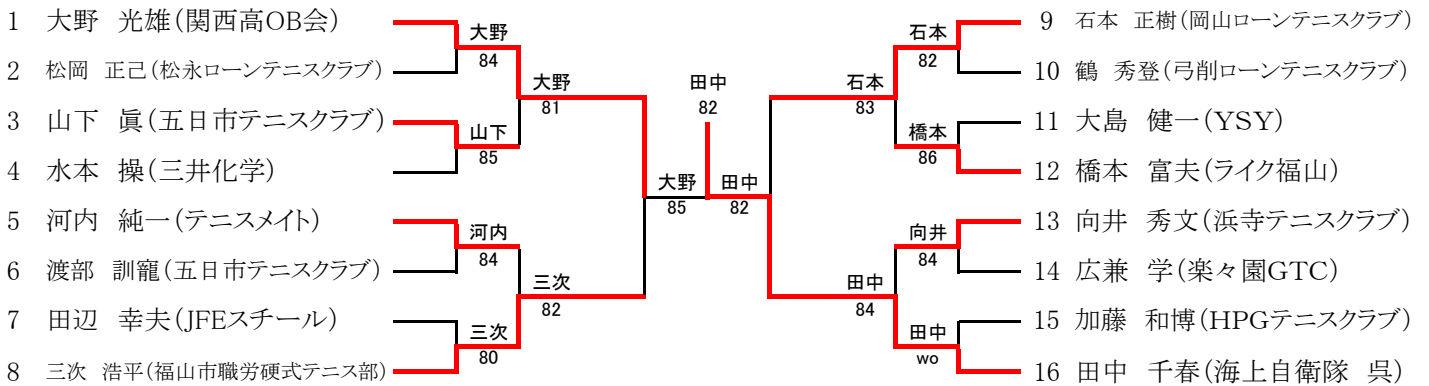 1 大野 光雄(関西高OB会)
2 松岡 正己(松永ローンテニスクラブ)
3 山下 眞(五日市テニスクラブ)
4 水本 操(三井化学)
5 河内 純一(テニスメイト)
6 渡部 訓寵(五日市テニスクラブ)
7 田辺 幸夫(JFEスチール)
8 三次 浩平(福山市職労硬式テニス部)
大野
84
山下
85
河内
84
三次
80
大野
81
三次
82
大野
85
田中
82
田中
82
石本
83
田中
84
石本
82
橋本
86
向井
84
田中
wo
9 石本 正樹(岡山ローンテニスクラブ)
10 鶴 秀登(弓削ローンテニスクラブ)
11 大島 健一(YSY)
12 橋本 富夫(ライク福山)
13 向井 秀文(浜寺テニスクラブ)
14 広兼 学(楽々園GTC)
15 加藤 和博(HPGテニスクラブ)
16 田中 千春(海上自衛隊 呉)